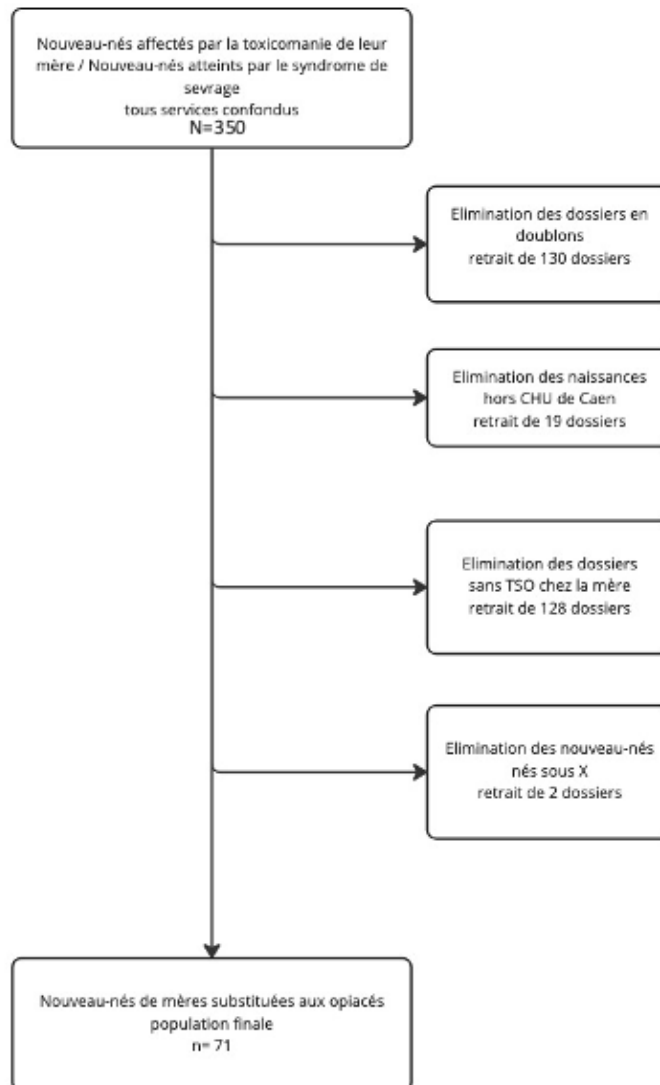 Nouveau-nés affectés par la toxicomanie de leur
mère / Nouveau-nés atteints par le syndrome de
sevrage
tous services confondus
N=350
Elimination des dossiers en
doublons
retrait de 130 dossiers
Elimination des naissances
hors CHU de Caen
retrait de 19 dossiers
Elimination des dossiers
sans TSO chez la mère
retrait de 128 dossiers
Elimination des nouveau-nés
nés sous X
retrait de 2 dossiers
Nouveau-nés de mères substituées aux opiacés
population finale
n= 71